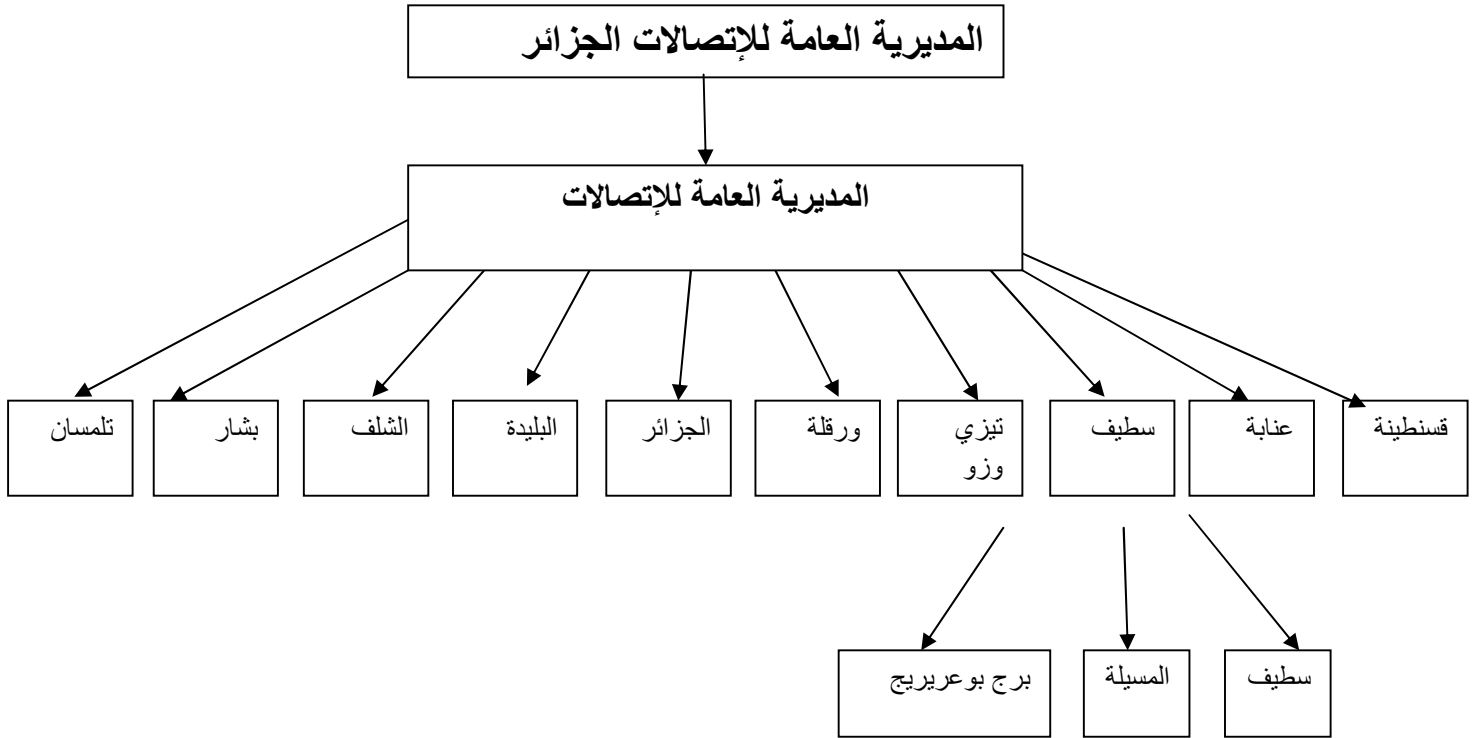 المديرية العامة للإتصالات الجزائر
المديرية العامة للإتصالات
قسنطينة
عنابة
سطيف
تيزي
وزو
ورقلة
الجزائر
البليدة
الشلف
بشار
تلمسان
سطيف
المسيلة
برج بوعريريج